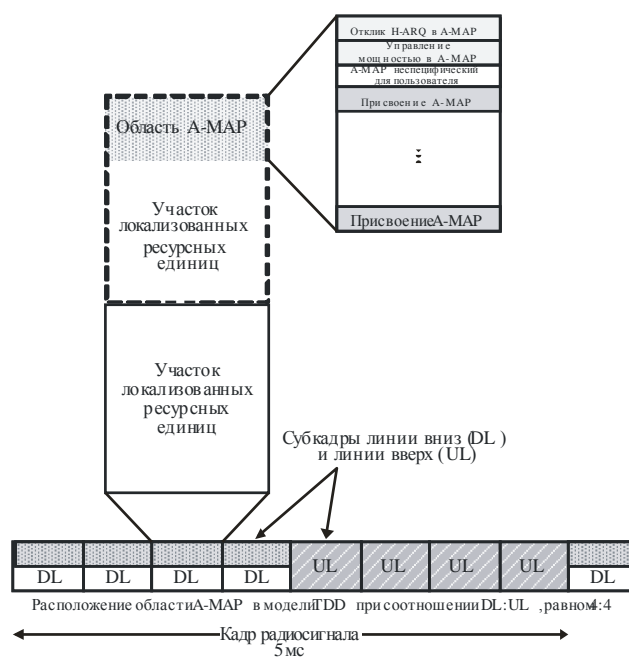 Отклик H-ARQ в A-MAP
Управление
мощностью в A-MAP
A-MAP неспецифический
для пользователя
Присвоение A-MAP
Присвоение A-MAP
Область A-MAP
Участок
локализованных
ресурсных
единиц
Участок
локализованных
ресурсных
единиц
Субкадры линии вниз (DL)
и линии вверх (UL)
UL UL UL UL
DL DL DL DL DL
Расположение области A-MAP в модели TDD при соотношении DL:UL, равном 4:4
Кадр радиосигнала
5 мс